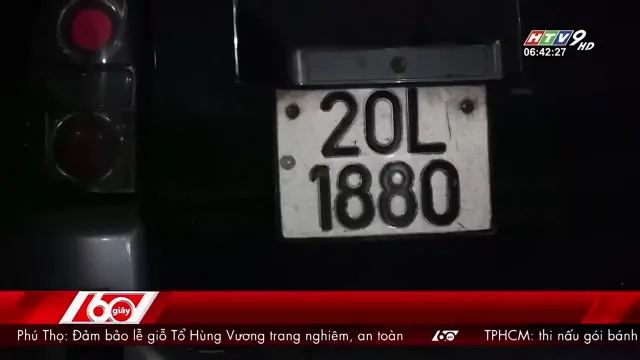 HTV9 HD
06:42:27
20L
1880
60 giây
Phú Thọ: Đảm bảo lễ giỗ Tổ Hùng Vương trang nghiêm, an toàn 60 TPHCM: thi nấu gói bánh